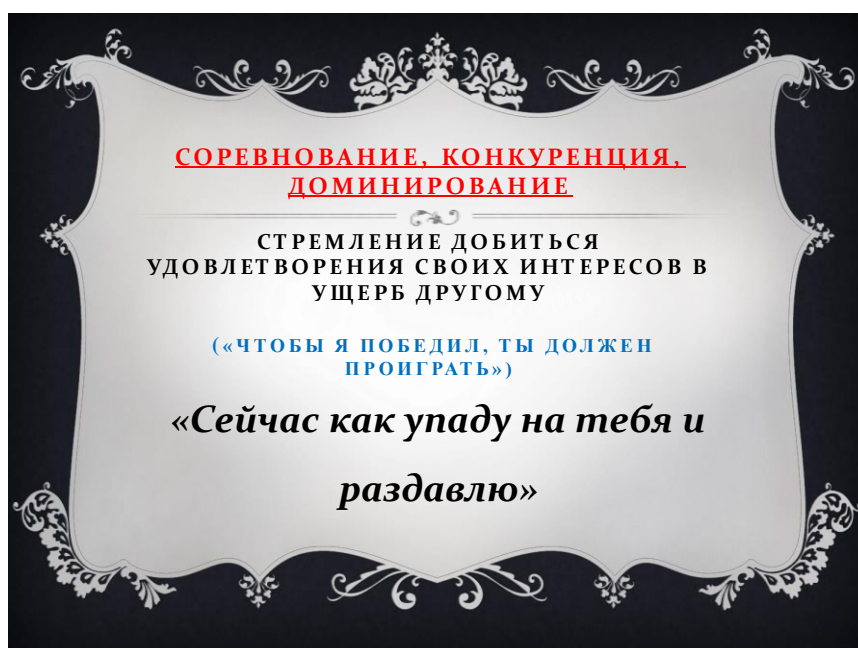 СОРЕВНОВАНИЕ, КОНКУРЕНЦИЯ,
ДОМИНИРОВАНИЕ
СТРЕМЛЕНИЕ ДОБИТЬСЯ
УДОВЛЕТВОРЕНИЯ СВОИХ ИНТЕРЕСОВ В
УЩЕРБ ДРУГОМУ
(«ЧТОБЫ Я ПОБЕДИЛ, ТЫ ДОЛЖЕН
ПРОИГРАТЬ»)
«Сейчас как упаду на тебя и
раздавлю»